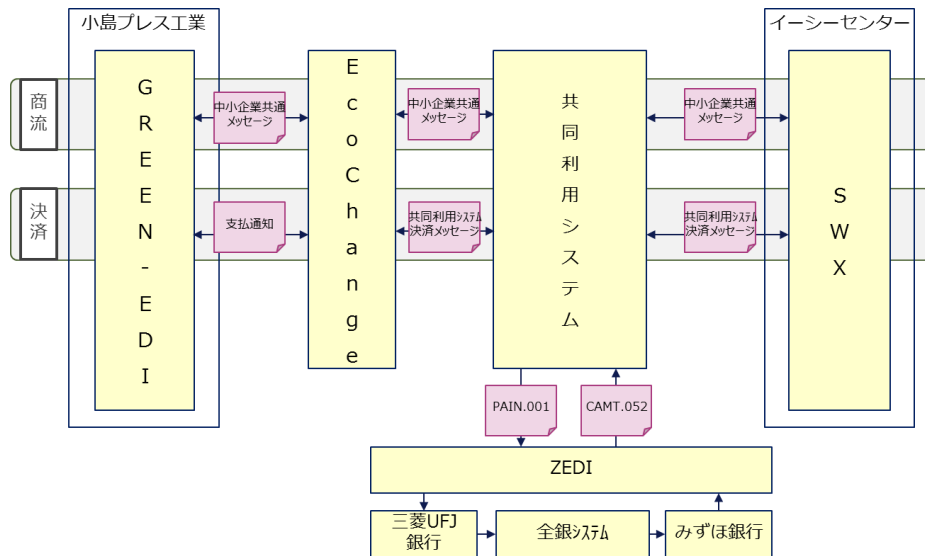 小島プレス工業
イーシーセンター
商流
決済
GREEN-EDI
EcoChange
共同利用システム
SWX
中小企業共通
メッセージ
中小企業共通
メッセージ
中小企業共通
メッセージ
支払通知
共同利用システム
決済メッセージ
共同利用システム
決済メッセージ
PAIN.001
CAMT.052
ZEDI
三菱UFJ
銀行
全銀システム
みずほ銀行